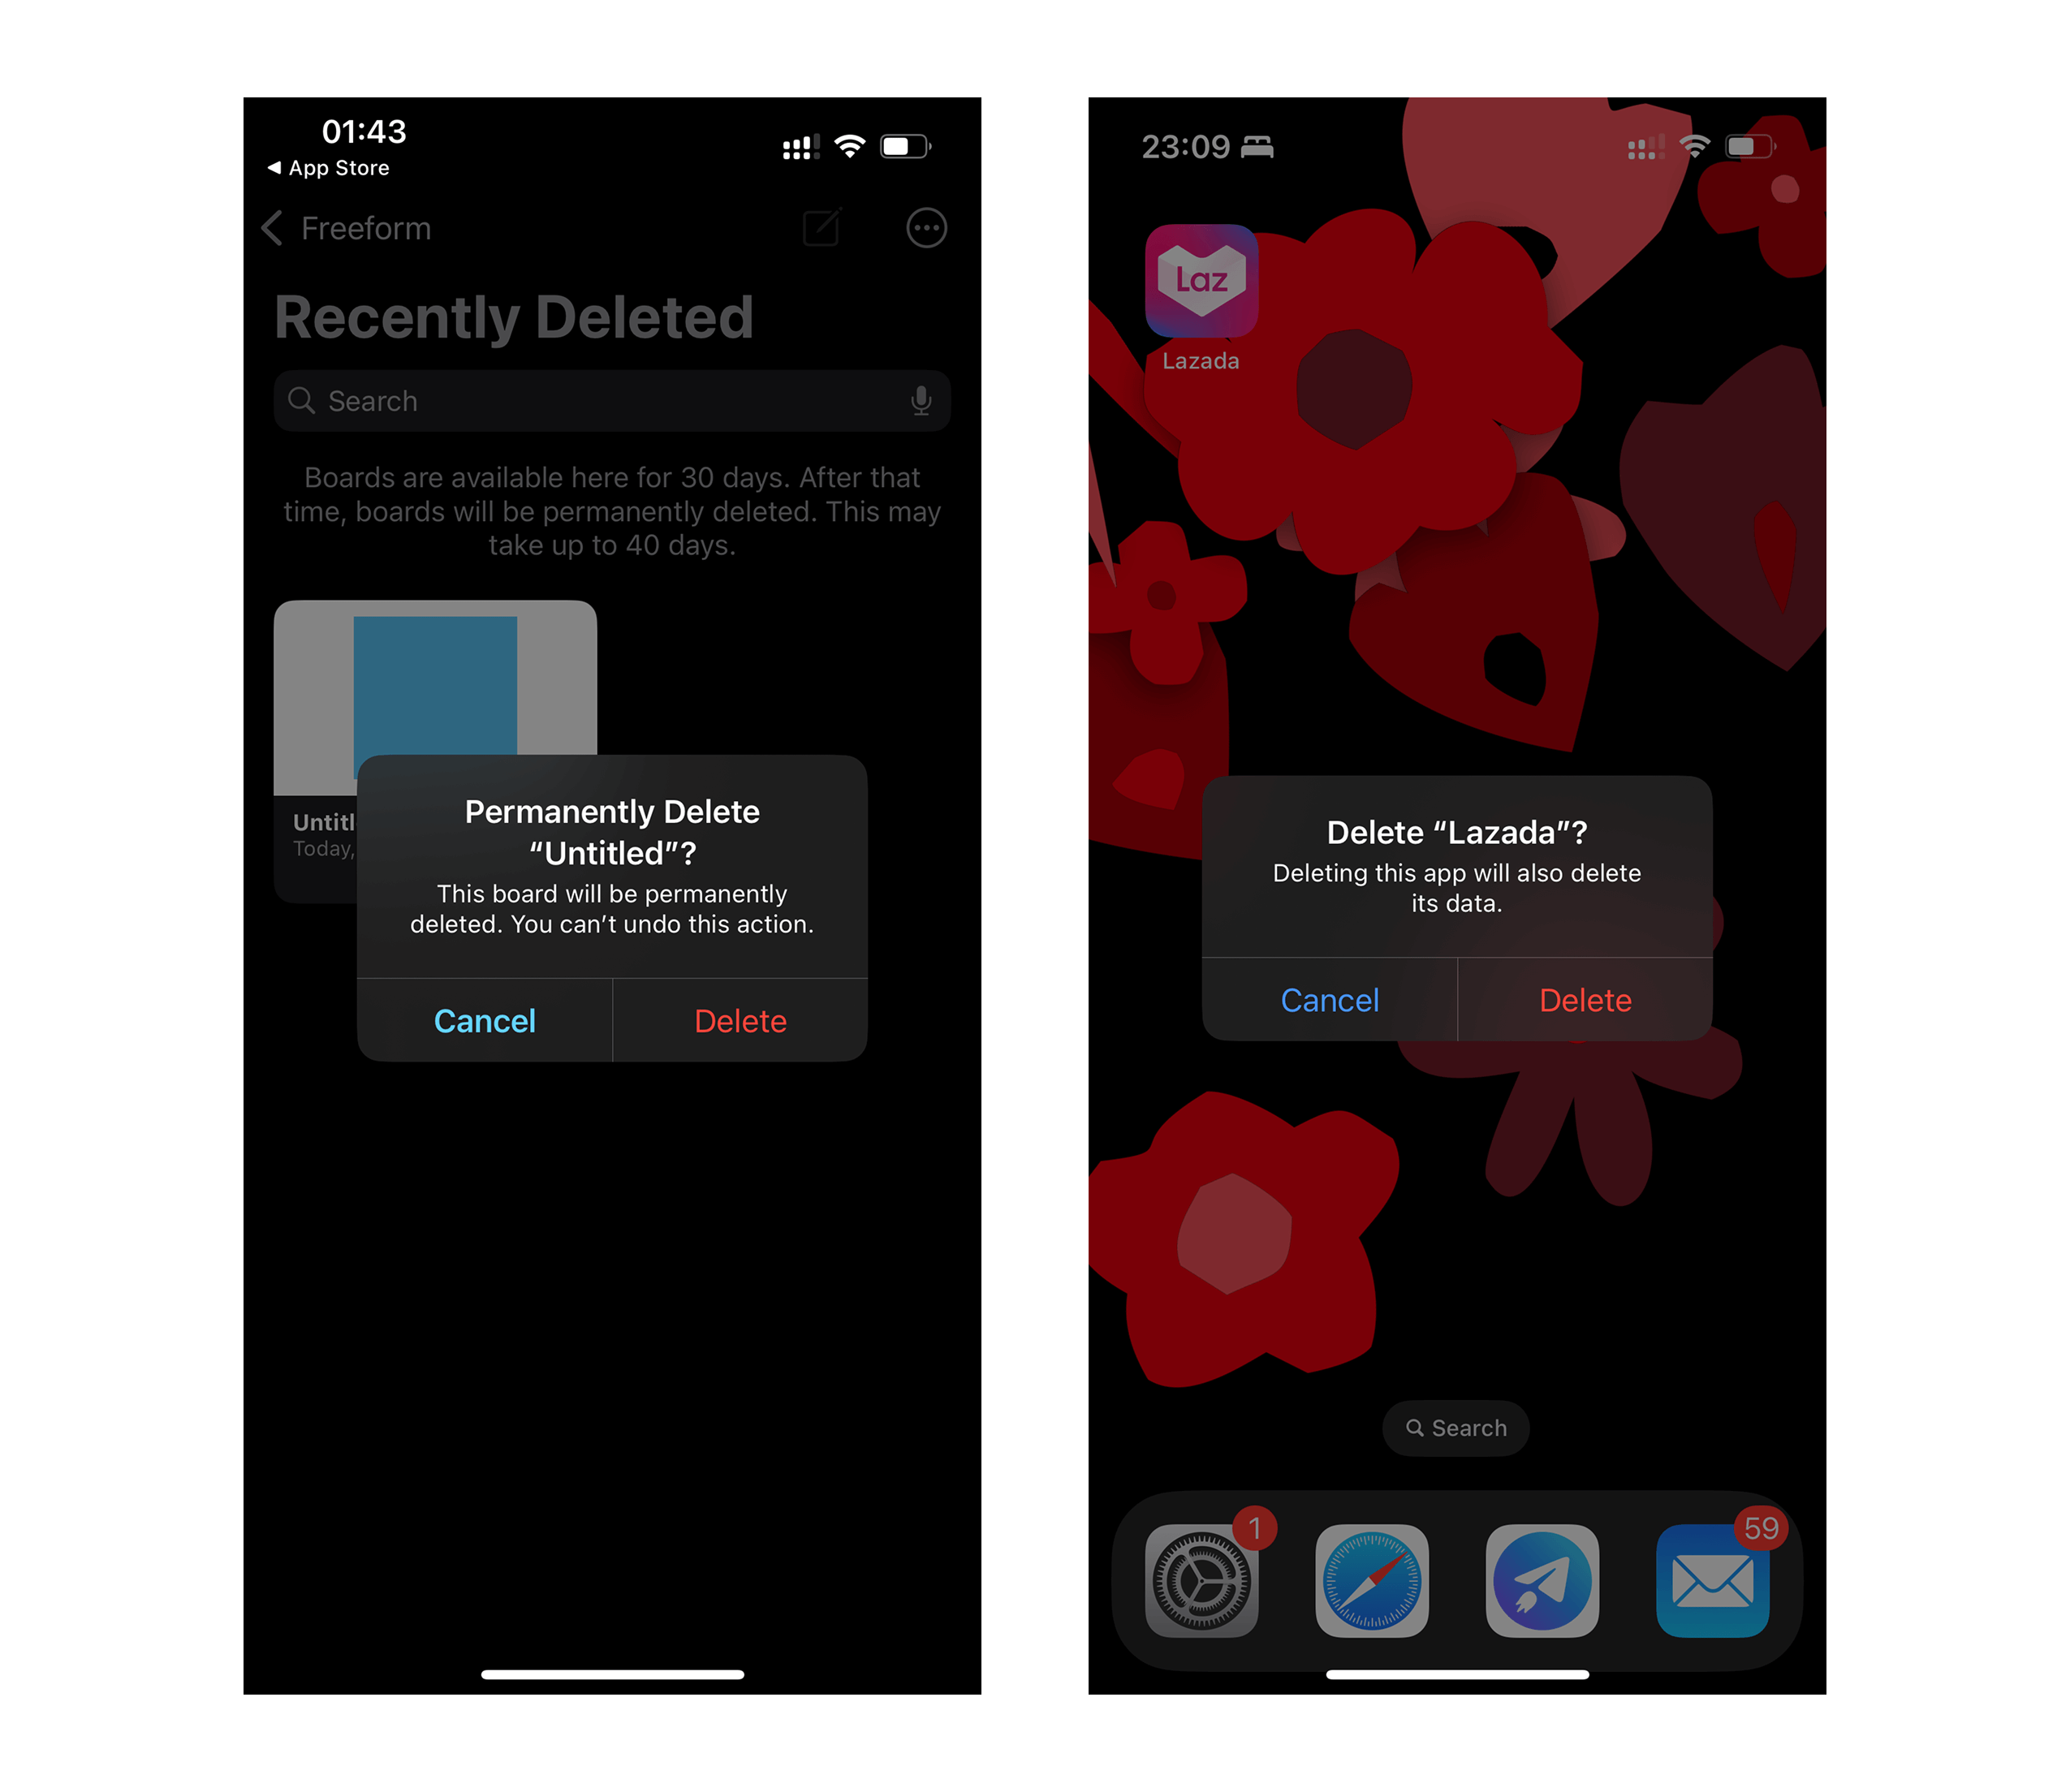 01:43
App Store
Freeform
Recently Deleted
Search
Boards are available here for 30 days. After that
time, boards will be permanently deleted. This may
take up to 40 days.
Untitl
Today,
Permanently Delete
“Untitled”?
This board will be permanently
deleted. You can’t undo this action.
Cancel
Delete
23:09
Laz
Lazada
Delete “Lazada”?
Deleting this app will also delete
its data.
Cancel
Delete
Search
1
59